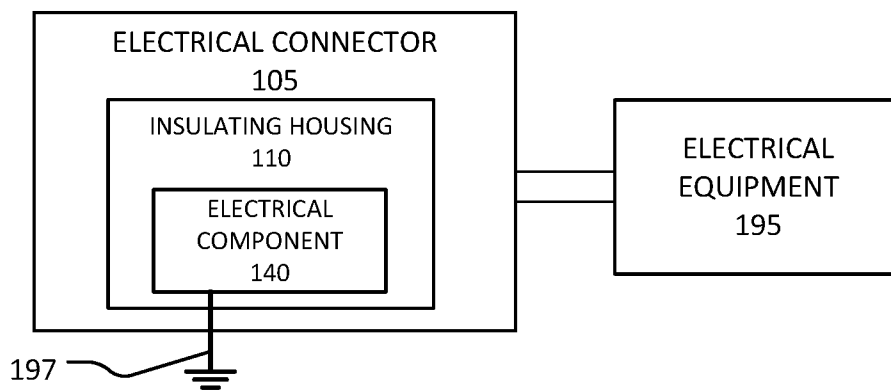 ELECTRICAL CONNECTOR
105
INSULATING HOUSING
110
ELECTRICAL
COMPONENT
140
ELECTRICAL
EQUIPMENT
195
197